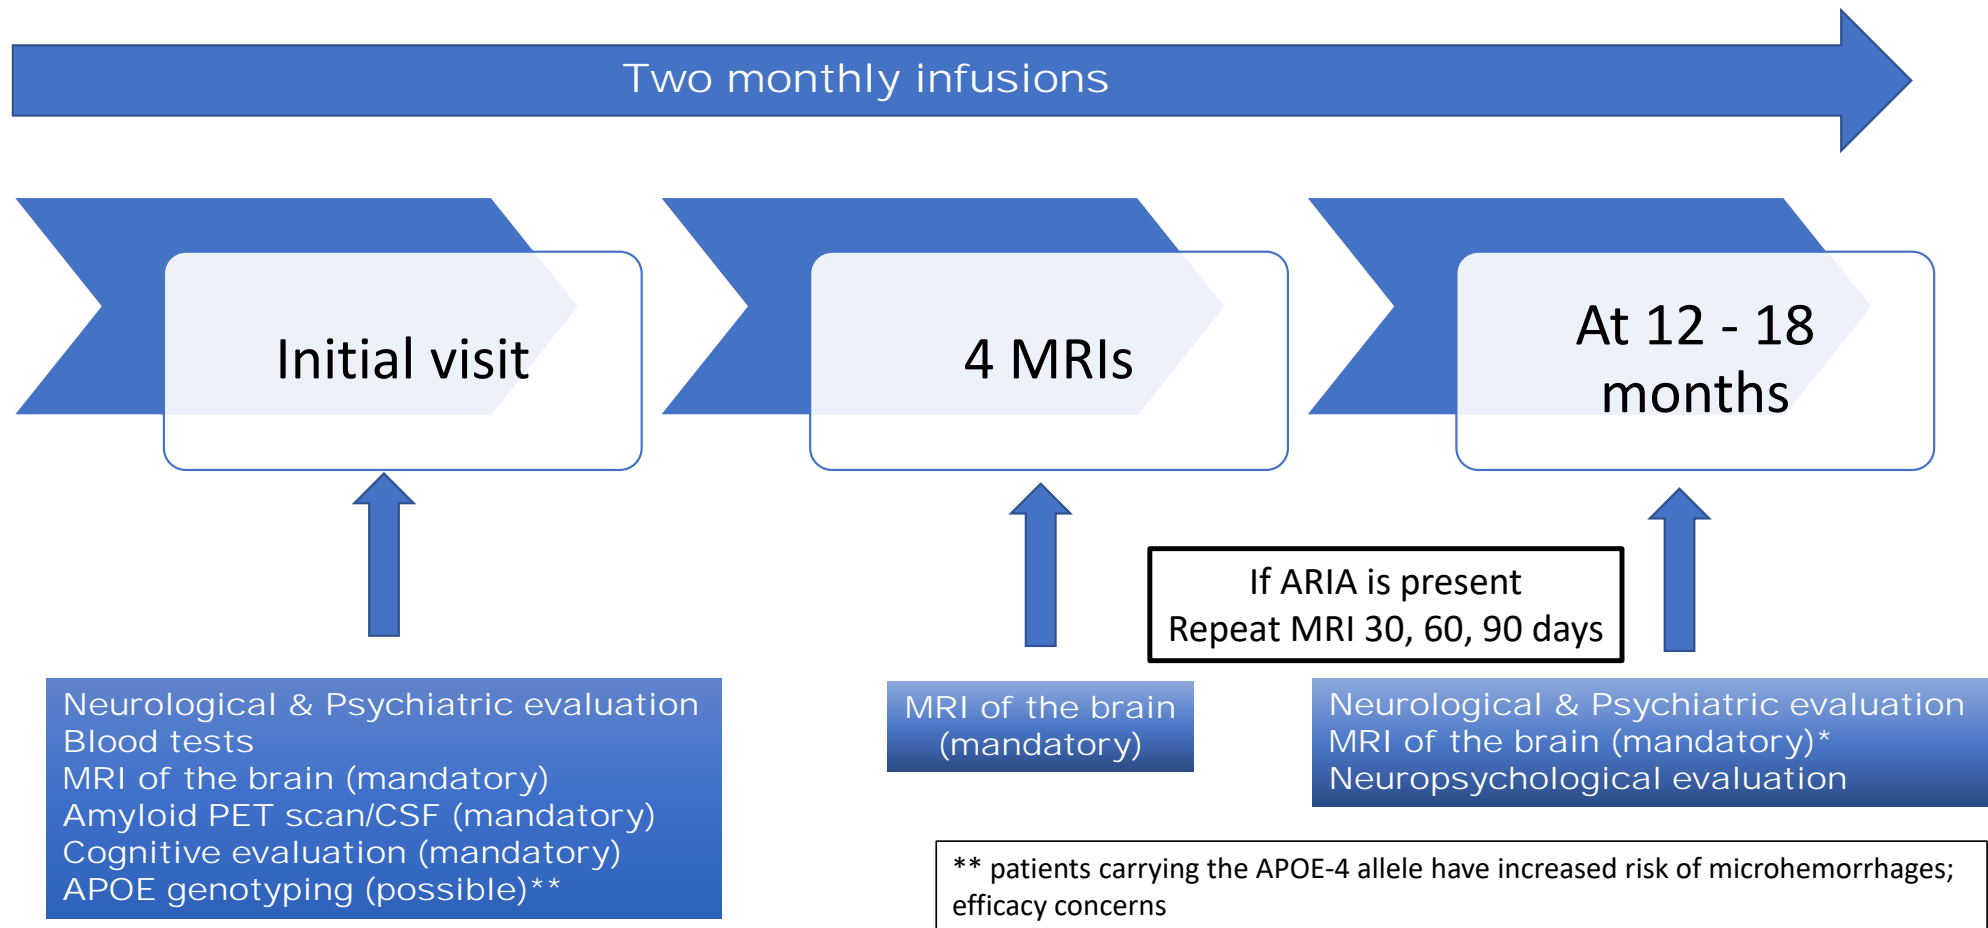 Two monthly infusions
Initial visit
4 MRIs
At 12 - 18
months
If ARIA is present
Repeat MRI 30, 60, 90 days
Neurological & Psychiatric evaluation
Blood tests
MRI of the brain (mandatory)
Amyloid PET scan/CSF (mandatory)
Cognitive evaluation (mandatory)
APOE genotyping (possible)**
MRI of the brain
(mandatory)
Neurological & Psychiatric evaluation
MRI of the brain (mandatory)*
Neuropsychological evaluation
** patients carrying the APOE-4 allele have increased risk of microhemorrhages;
efficacy concerns